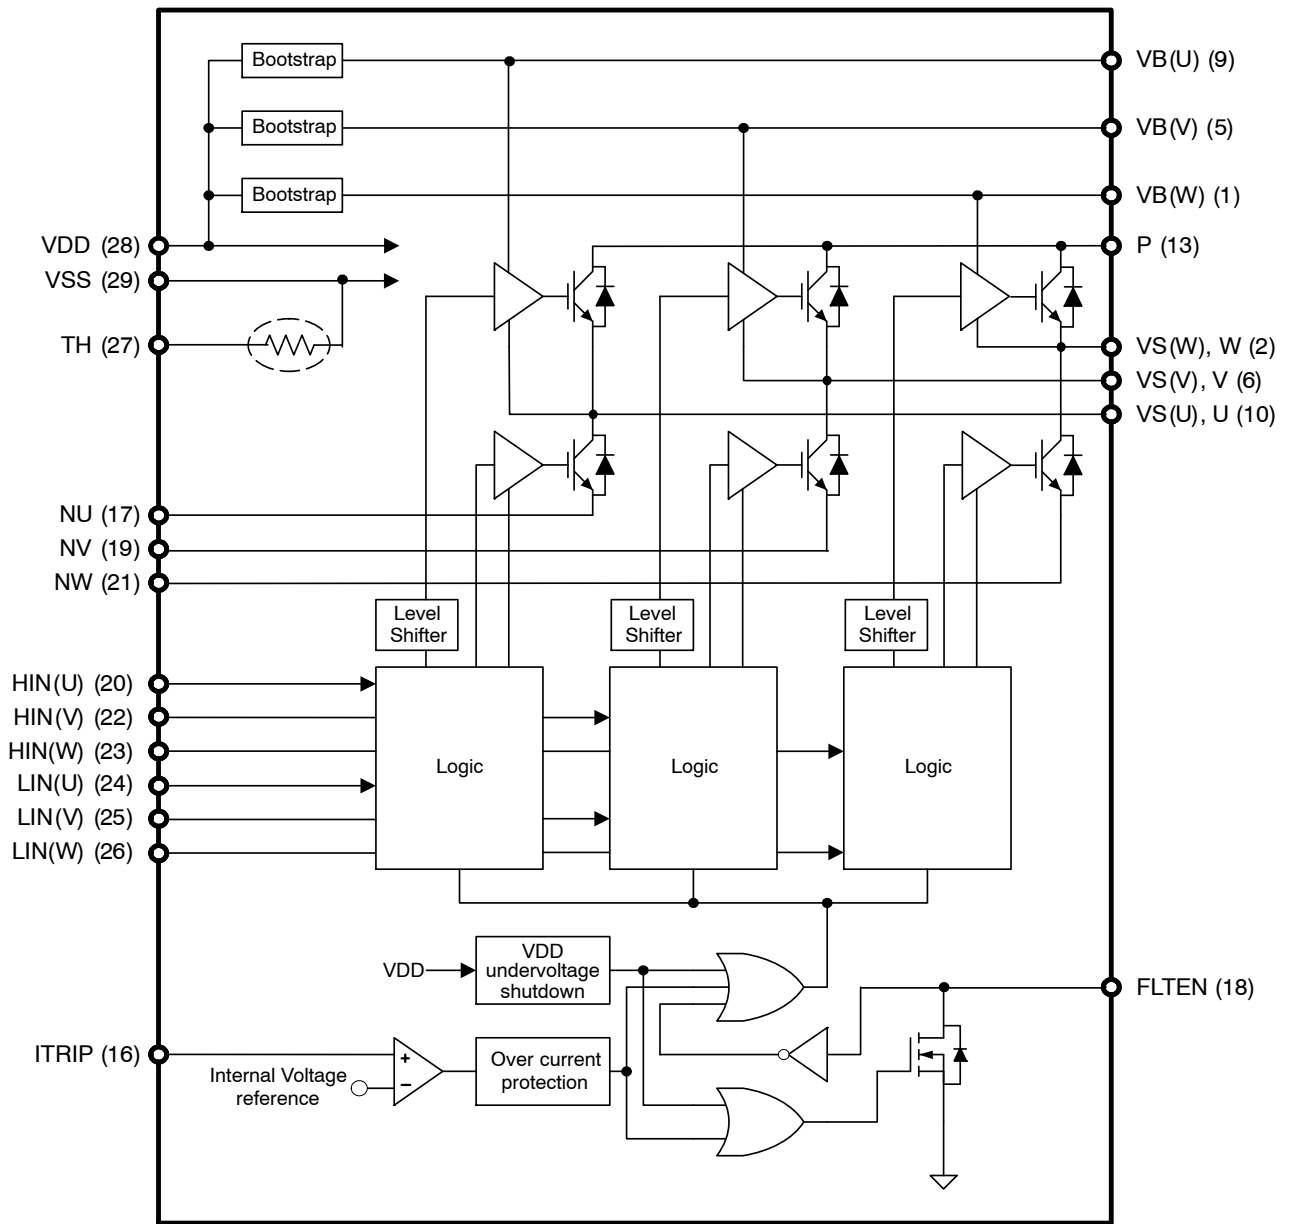 Bootstrap
VB(U) (9)
Bootstrap
VB(V) (5)
Bootstrap
VB(W) (1)
VDD (28)
P (13)
VSS (29)
TH (27)
VS(W), W (2)
VS(V), V (6)
VS(U), U (10)
NU (17)
NV (19)
NW (21)
Level
Shifter
Level
Shifter
Level
Shifter
HIN(U) (20)
HIN(V) (22)
HIN(W) (23)
LIN(U) (24)
LIN(V) (25)
LIN(W) (26)
Logic
Logic
Logic
VDD
VDD
undervoltage
shutdown
FLTEN (18)
ITRIP (16)
Internal Voltage
reference
+
−
Over current
protection